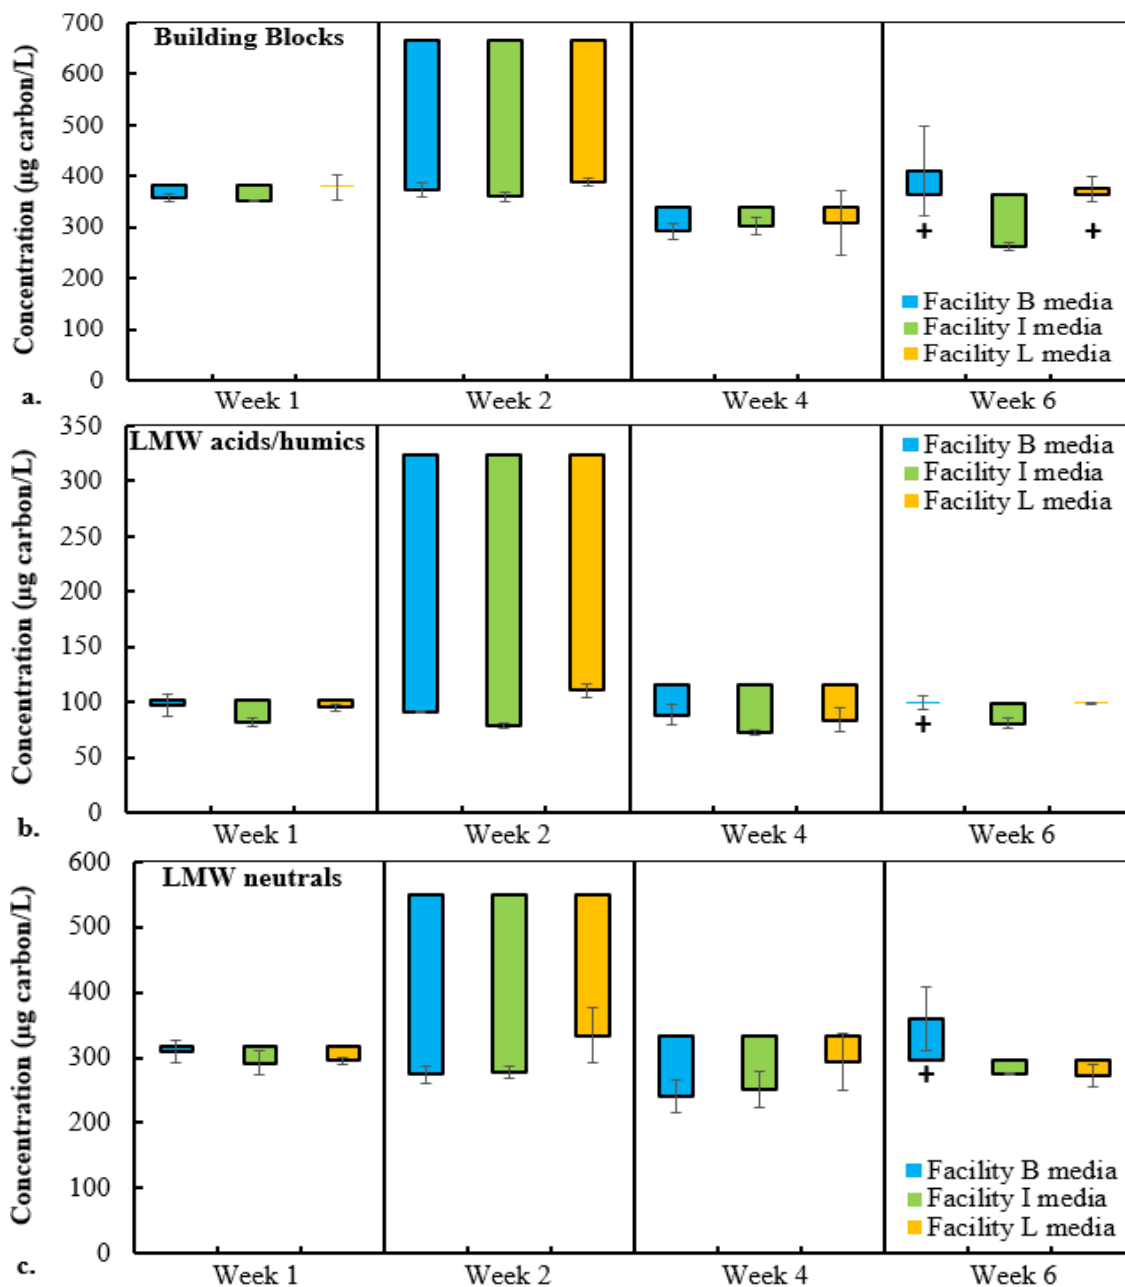 Concentration (µg carbon/L)
700
600
500
400
300
200
100
0
Building Blocks
+
+
Facility B media
Facility I media
Facility L media
a.
Week 1
Week 2
Week 4
Week 6
Concentration (µg carbon/L)
350
300
250
200
150
100
50
0
LMW acids/humics
Facility B media
Facility I media
Facility L media
+
b.
Week 1
Week 2
Week 4
Week 6
Concentration (µg carbon/L)
600
500
400
300
200
100
0
LMW neutrals
+
Facility B media
Facility I media
Facility L media
c.
Week 1
Week 2
Week 4
Week 6